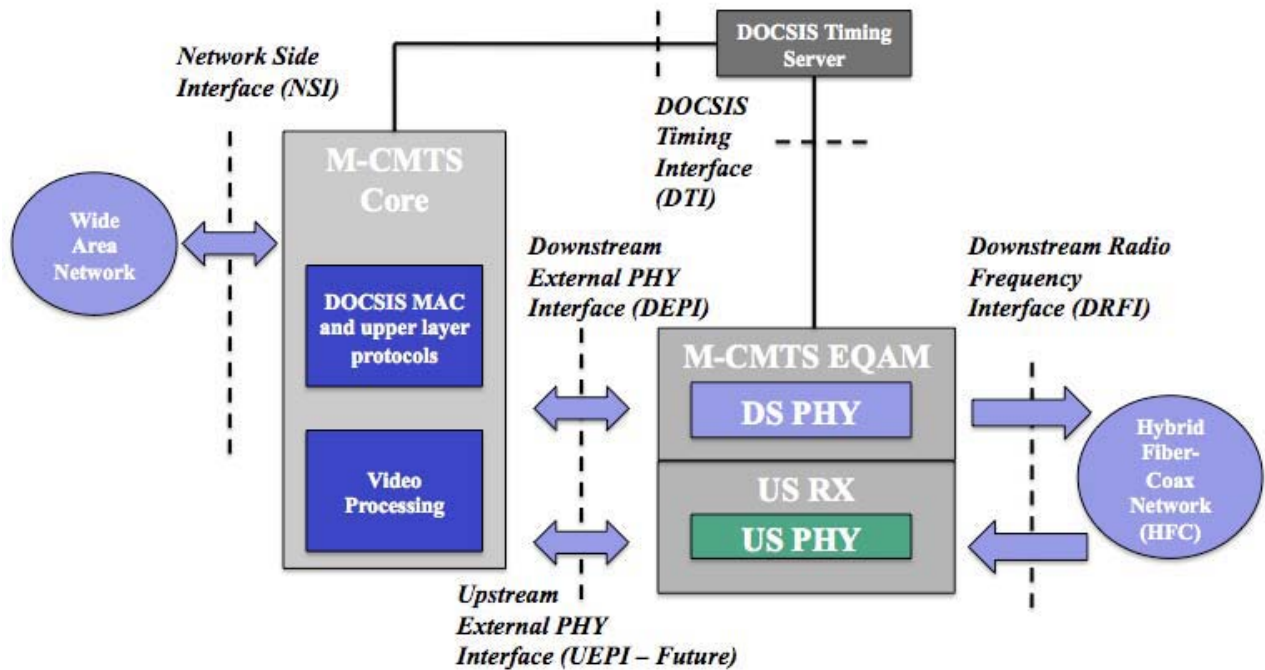 DOCSIS Timing
Server
Network Side
Interface (NSI)
DOCSIS
Timing
Interface
(DTI)
M-CMTS
Core
Wide
Area
Network
Downstream
External PHY
Interface (DEPI)
Downstream Radio
Frequency
Interface (DRFI)
DOCSIS MAC
and upper layer
protocols
M-CMTS EQAM
DS PHY
Hybrid
Fiber-
Coax
Network
(HFC)
Video
Processing
US RX
US PHY
Upstream
External PHY
Interface (UEPI – Future)